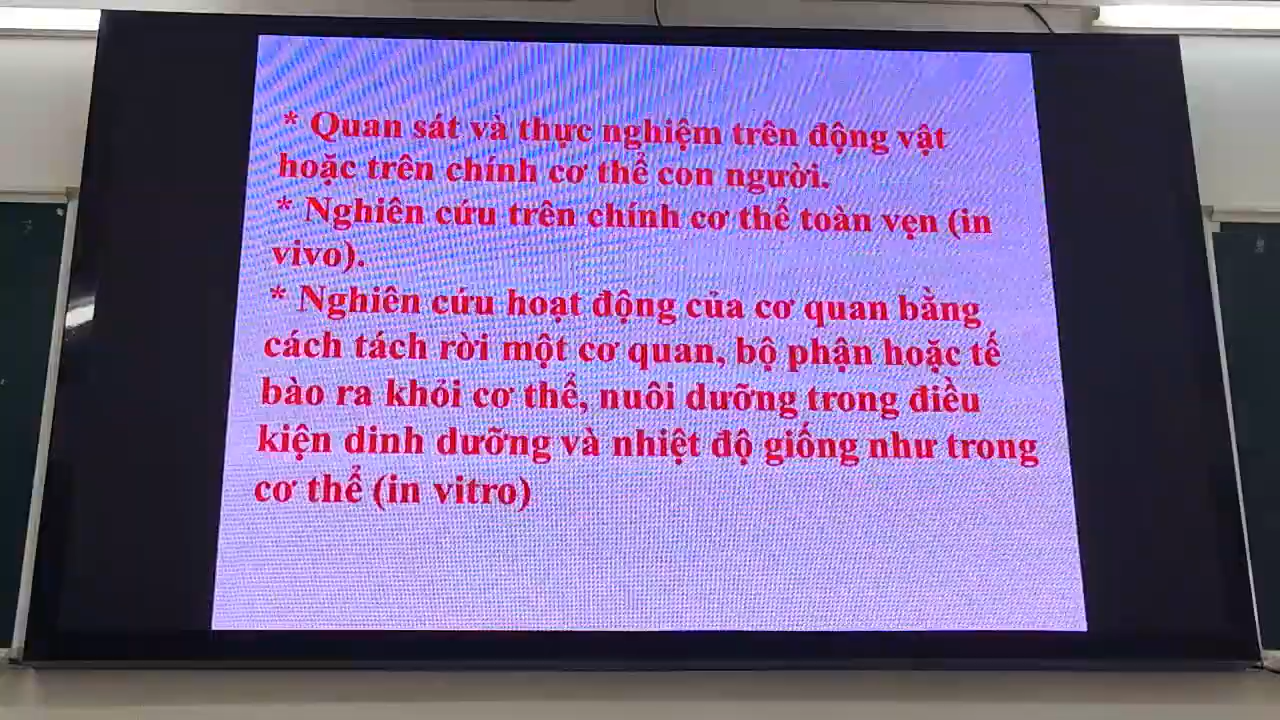 * Quan sát và thực nghiệm trên động vật
hoặc trên chính cơ thể con người.
* Nghiên cứu trên chính cơ thể toàn vẹn (in
vivo).
* Nghiên cứu hoạt động của cơ quan bằng
cách tách rời một cơ quan, bộ phận hoặc tế
bào ra khỏi cơ thể, nuôi dưỡng trong điều
kiện dinh dưỡng và nhiệt độ giống như trong
cơ thể (in vitro)